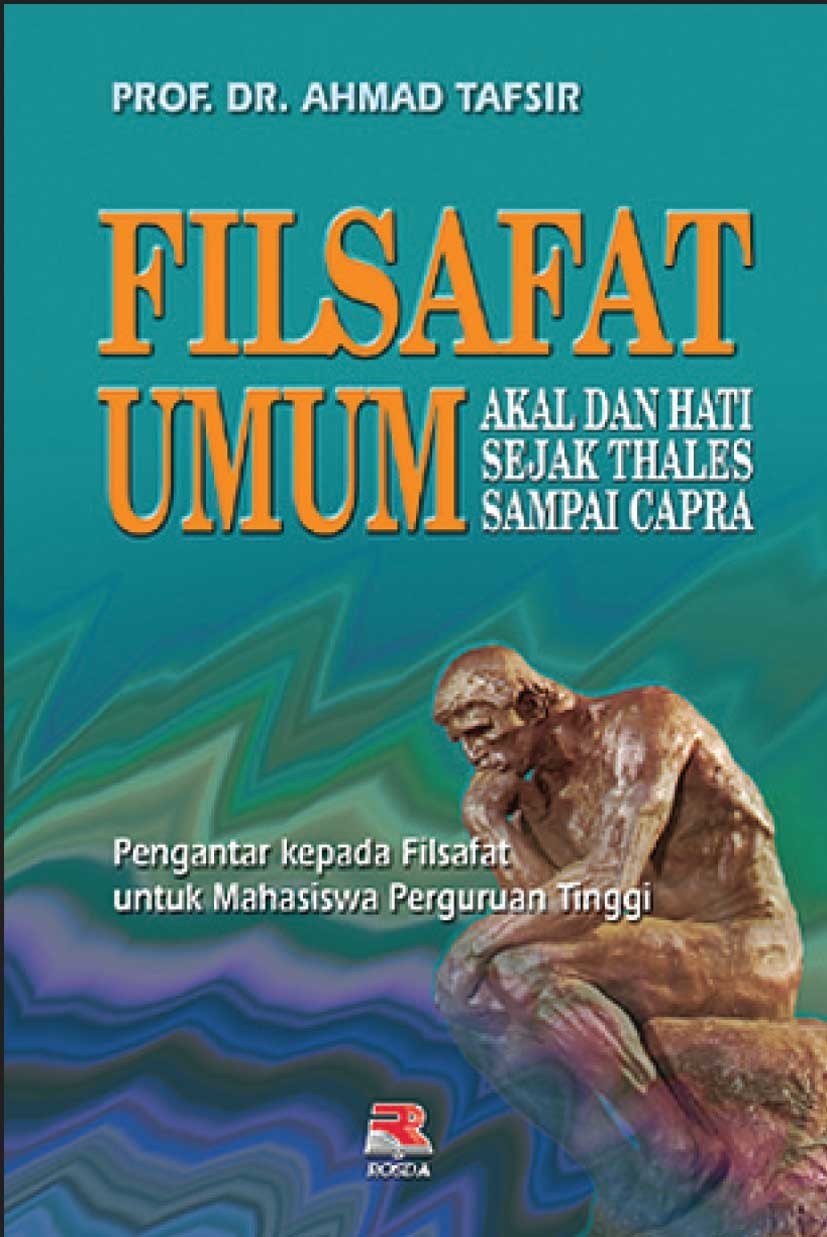 PROF. DR. AHMAD TAFSIR
FILSAFAT
UMUM
AKAL DAN HATI
SEJAK THALES
SAMPAI CAPRA
Pengantar kepada Filsafat
untuk Mahasiswa Perguruan Tinggi
ROSDA